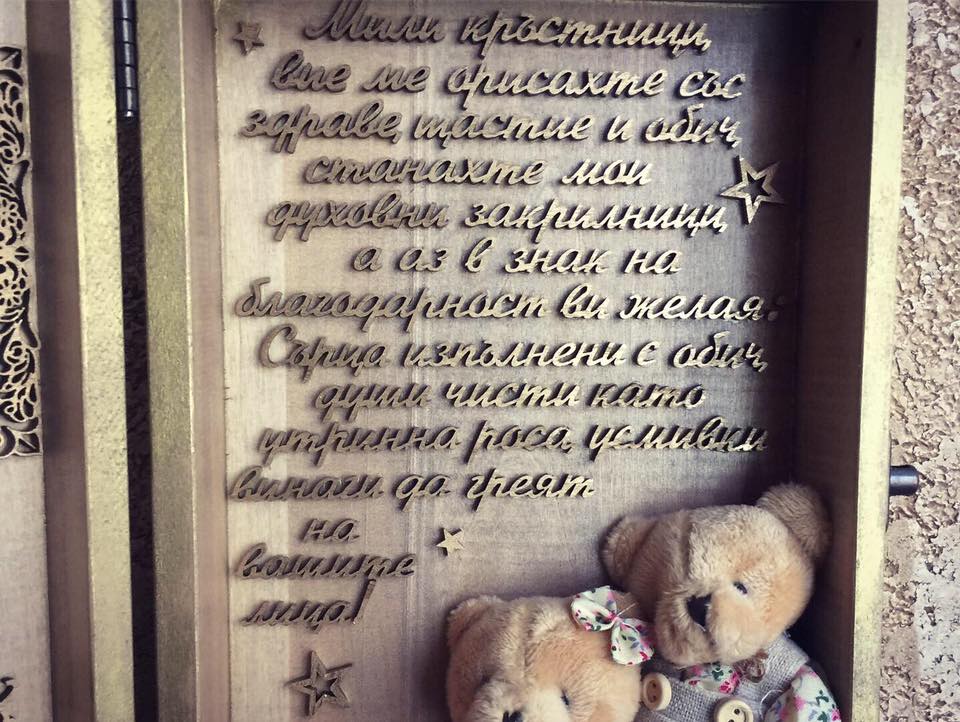 Мили кръстници,
вие ме орисахте със
здраве, щастие и обич,
станахте мои
духовни закрилници,
а аз в знак на
благодарност ви желая:
Сърца изпълнени с обич,
души чисти като
утринна роса, усмивки
винаги да греят
на
вашите
лица!